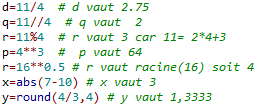 d=11/4 # d vaut 2.75
q=11//4 # q vaut 2
r=11%4 # r vaut 3 car 11= 2*4+3
p=4**3 # p vaut 64
r=16**0.5 # r vaut racine(16) soit 4
x=abs(7-10) # x vaut 3
y=round(4/3,4) # y vaut 1,3333